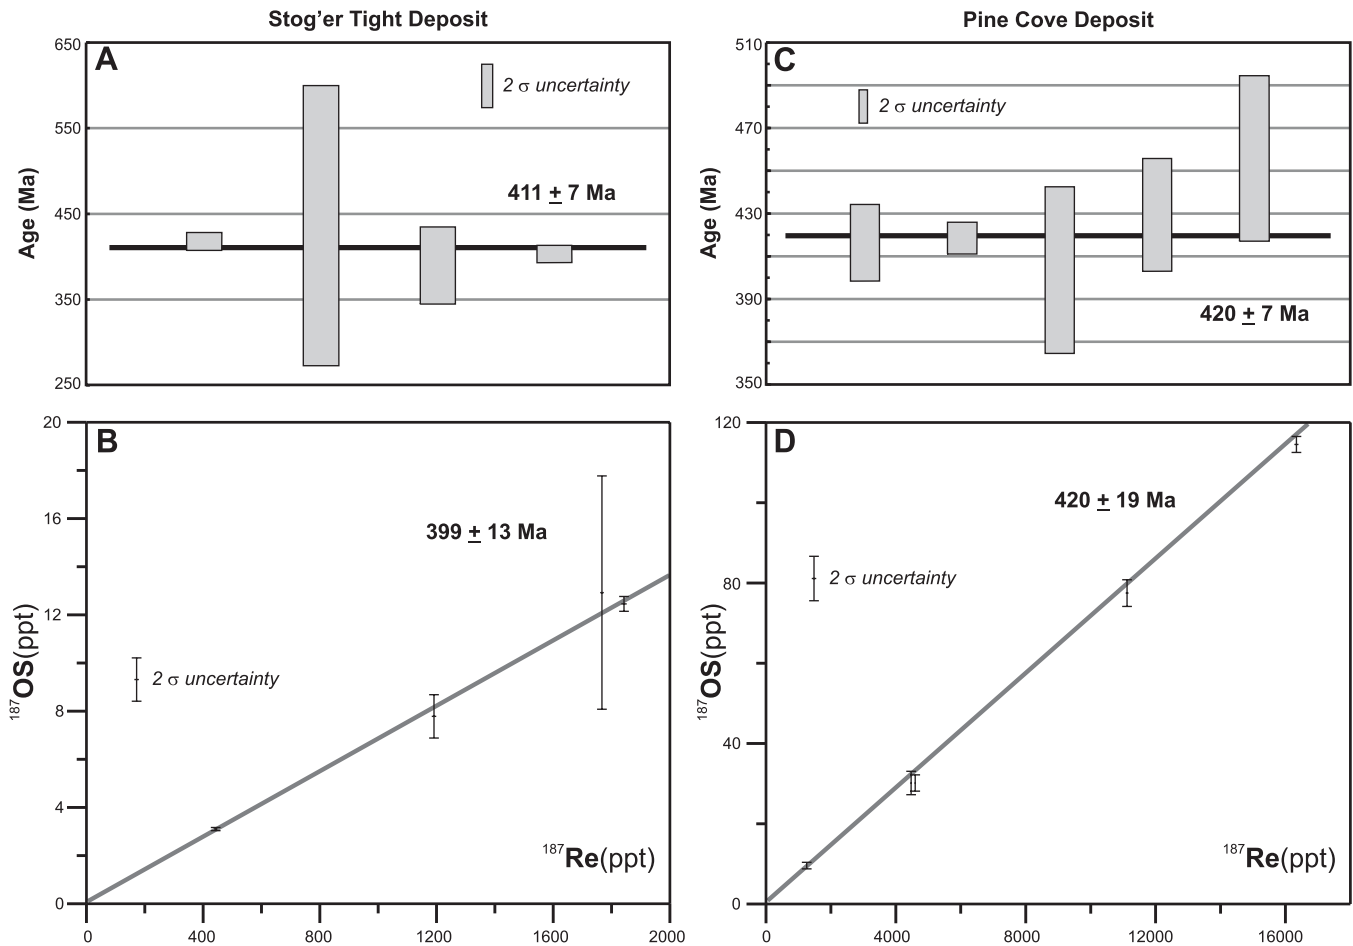 Stog’er Tight Deposit
Pine Cove Deposit
A
650
550
450
350
250
Age (Ma)
2 σ uncertainty
411 ± 7 Ma
C
510
470
430
390
350
Age (Ma)
2 σ uncertainty
420 ± 7 Ma
B
20
16
12
8
4
0
187OS(ppt)
399 ± 13 Ma
2 σ uncertainty
187Re(ppt)
0 400 800 1200 1600 2000
D
120
80
40
0
187OS(ppt)
420 ± 19 Ma
2 σ uncertainty
187Re(ppt)
0 4000 8000 12000 16000